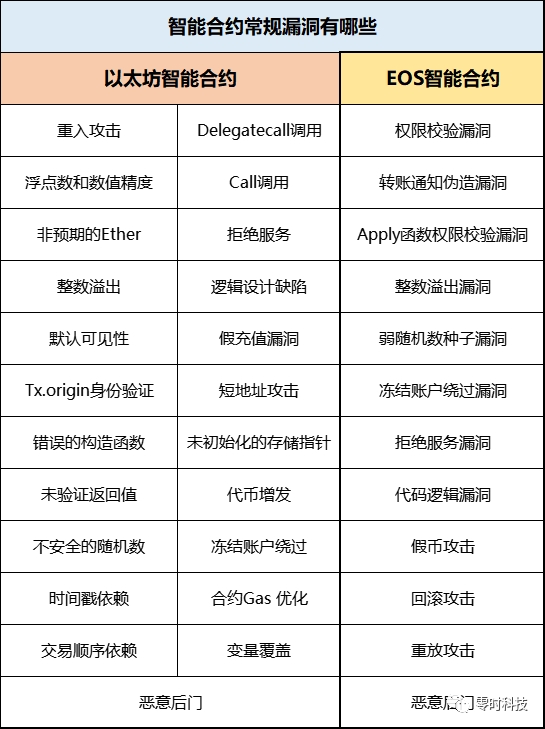 智能合约常规漏洞有哪些
以太坊智能合约 EOS智能合约
重入攻击 Delegatecall调用 权限校验漏洞
浮点数和数值精度 Call调用 转账通知伪造漏洞
非预期的Ether 拒绝服务 Apply函数权限校验漏洞
整数溢出 逻辑设计缺陷 整数溢出漏洞
默认可见性 假充值漏洞 弱随机数种子漏洞
Tx.origin身份验证 短地址攻击 冻结账户绕过漏洞
错误的构造函数 未初始化的存储指针 拒绝服务漏洞
未验证返回值 代币增发 代码逻辑漏洞
不安全的随机数 冻结账户绕过 假币攻击
时间戳依赖 合约Gas 优化 回滚攻击
交易顺序依赖 变量覆盖 重放攻击
恶意后门 恶意后门
零时科技